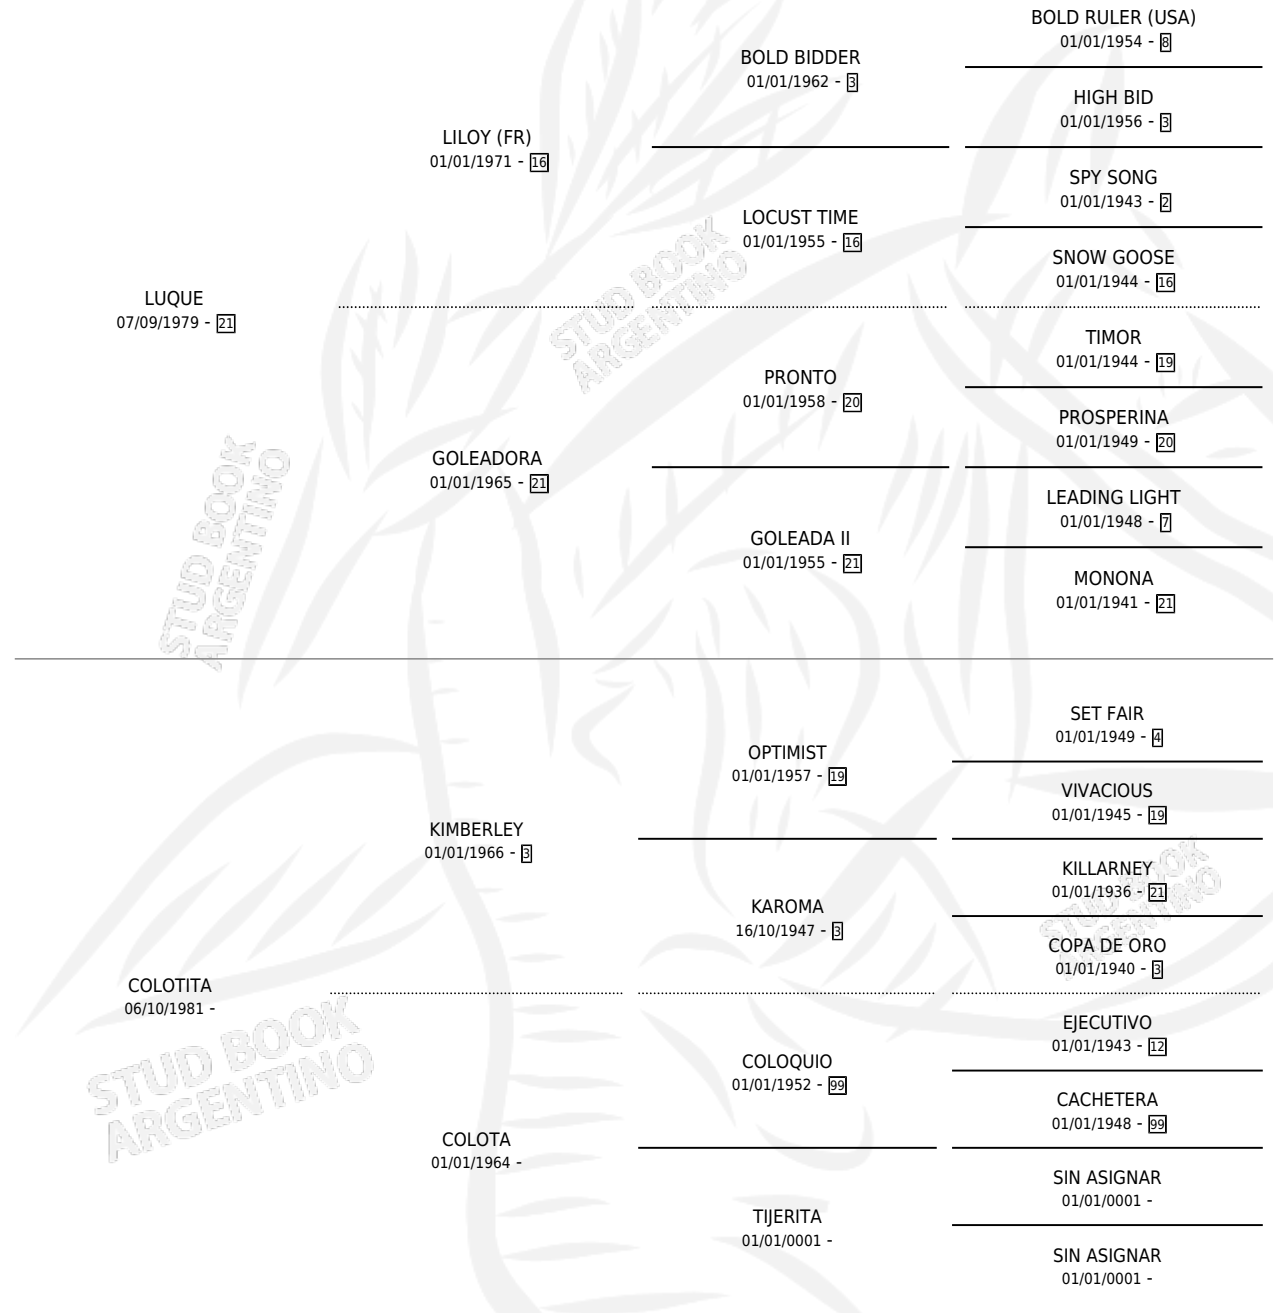 BOLD RULER (USA)
01/01/1954 - 8
BOLD BIDDER
01/01/1962 - 3
HIGH BID
01/01/1956 - 3
LILOY (FR)
01/01/1971 - 16
SPY SONG
01/01/1943 - 2
LOCUST TIME
01/01/1955 - 16
SNOW GOOSE
01/01/1944 - 16
LUQUE
07/09/1979 - 21
TIMOR
01/01/1944 - 19
PRONTO
01/01/1958 - 20
PROSPERINA
01/01/1949 - 20
GOLEADORA
01/01/1965 - 21
LEADING LIGHT
01/01/1948 - 7
GOLEADA II
01/01/1955 - 21
MONONA
01/01/1941 - 21
SET FAIR
01/01/1949 - 4
OPTIMIST
01/01/1957 - 19
VIVACIOUS
01/01/1945 - 19
KIMBERLEY
01/01/1966 - 3
KILLARNEY
01/01/1936 - 21
KAROMA
16/10/1947 - 3
COPA DE ORO
01/01/1940 - 3
COLOTITA
06/10/1981 -
EJECUTIVO
01/01/1943 - 12
COLOQUIO
01/01/1952 - 99
CACHETERA
01/01/1948 - 99
COLOTA
01/01/1964 -
SIN ASIGNAR
01/01/0001 -
TIJERITA
01/01/0001 -
SIN ASIGNAR
01/01/0001 -
STUD BOOK
ARGENTINO
STUD BOOK
ARGENTINO
STUD BOOK
ARGENTINO
STUD BOOK
ARGENTINO